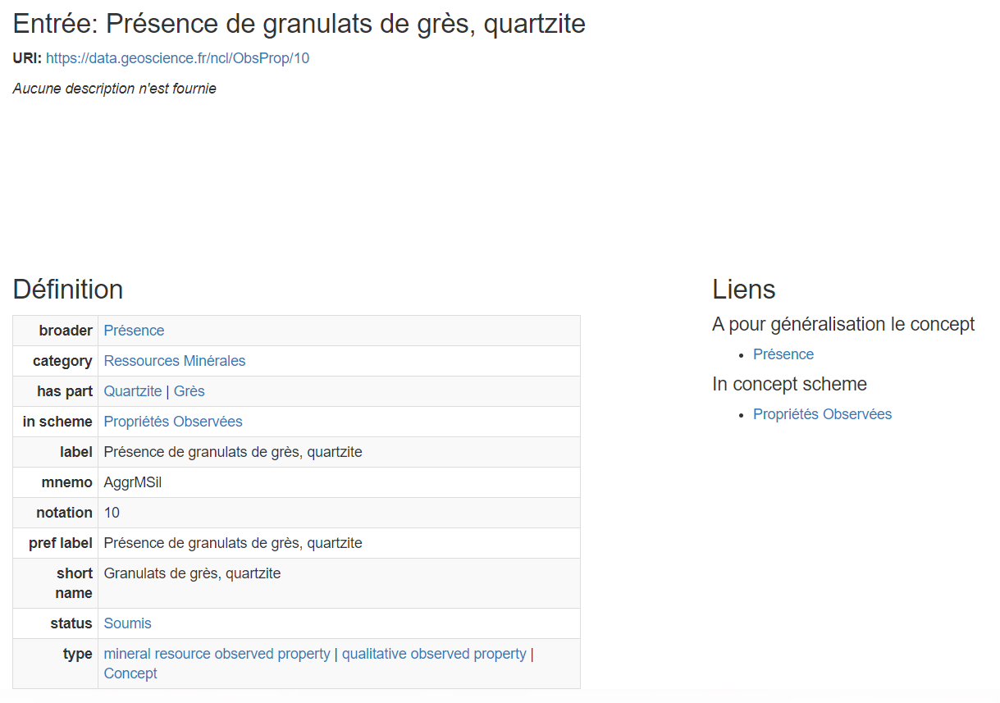 Entrée: Présence de granulats de grès, quartzite
URI: https://data.geoscience.fr/ncl/ObsProp/10
Aucune description n'est fournie
Définition
broader Présence
category Ressources Minérales
has part Quartzite | Grès
in scheme Propriétés Observées
label Présence de granulats de grès, quartzite
mnemo AggrMSil
notation 10
pref label Présence de granulats de grès, quartzite
short Granulats de grès, quartzite
name
status Soumis
type mineral resource observed property | qualitative observed property |
Concept
Liens
A pour généralisation le concept
• Présence
In concept scheme
• Propriétés Observées